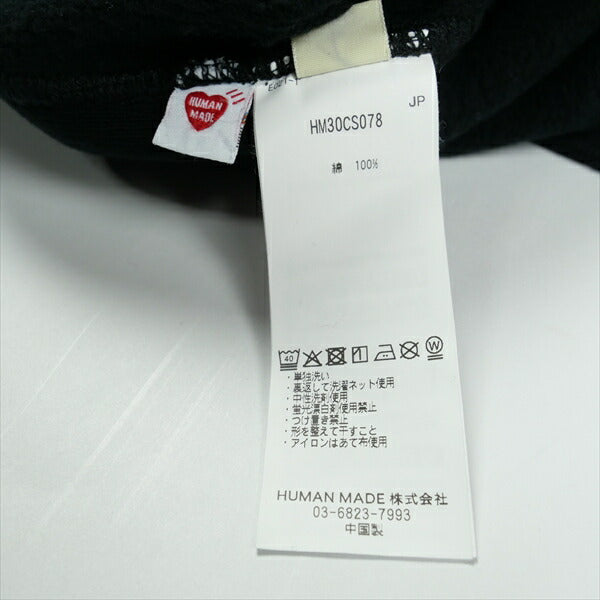 HUMAN
MADE
JP
HM30CS078
綿 100%
40
W
・単独洗い
・裏返して洗濯ネット使用
・中性洗剤使用
・蛍光漂白剤使用禁止
・つけ置き禁止
・形を整えて干すこと
・アイロンはあて布使用
HUMAN MADE 株式会社
03-6823-7993
中国製